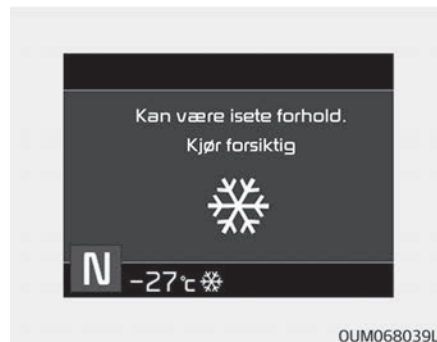 Kan være isete forhold.
Kjør forsiktig
N
-27°c
OUM068039L